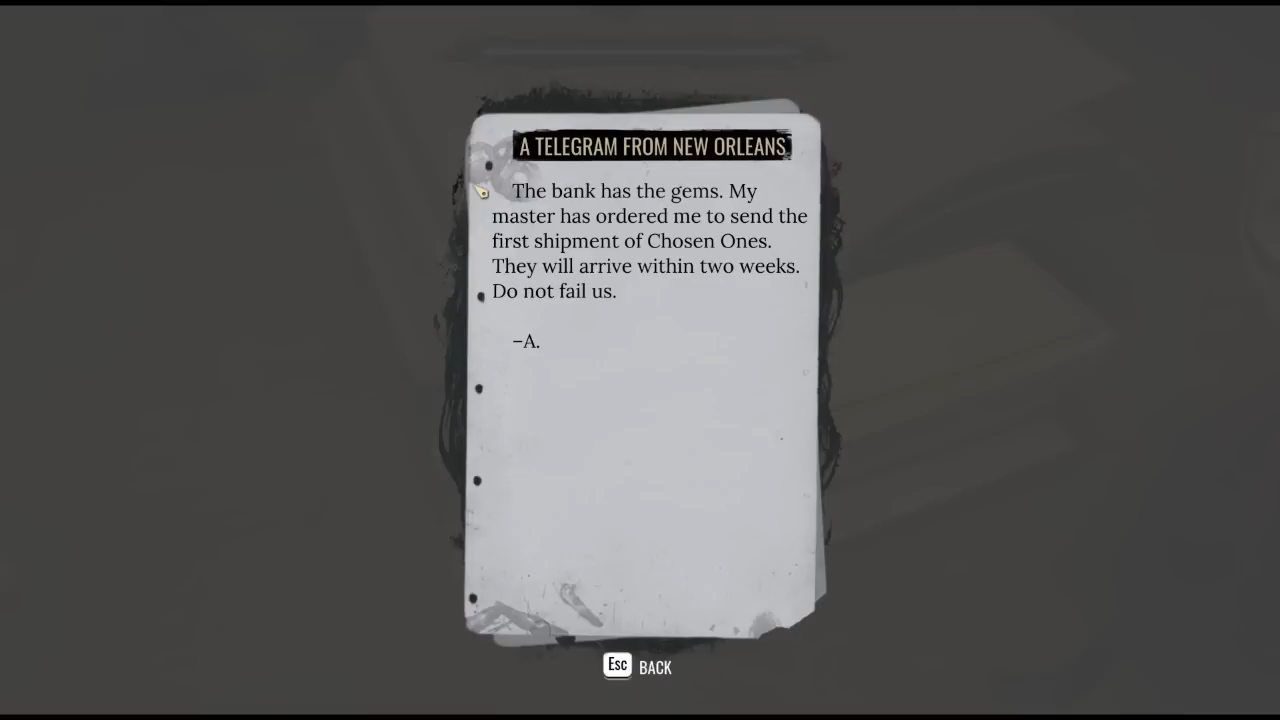 A TELEGRAM FROM NEW ORLEANS
The bank has the gems. My
master has ordered me to send the
first shipment of Chosen Ones.
They will arrive within two weeks.
Do not fail us.
–A.
Esc BACK